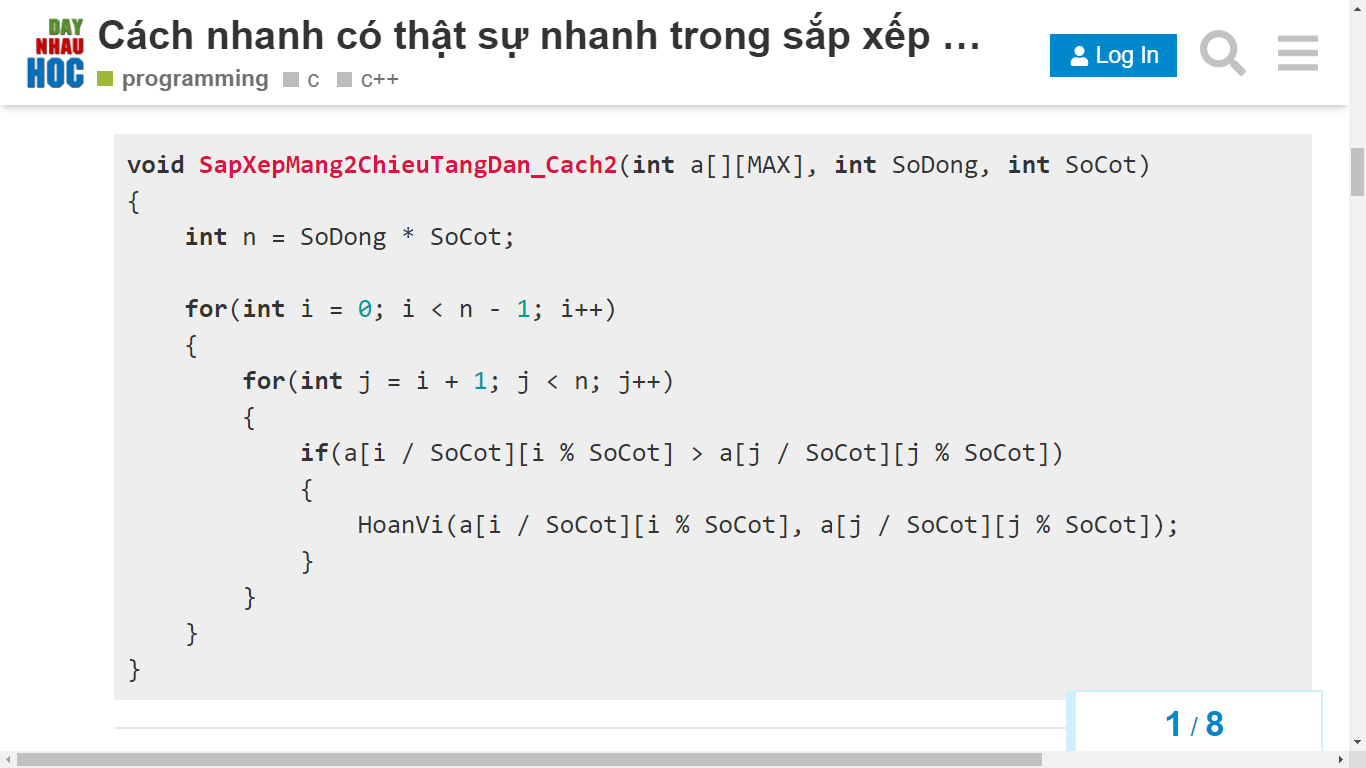 DAY
NHAU
HOC
Cách nhanh có thật sự nhanh trong sắp xếp ...
programming c c++
Log In
void SapXepMang2ChieuTangDan_Cach2(int a[][MAX], int SoDong, int SoCot)
{
    int n = SoDong * SoCot;
    for(int i = 0; i < n - 1; i++)
    {
        for(int j = i + 1; j < n; j++)
        {
            if(a[i / SoCot][i % SoCot] > a[j / SoCot][j % SoCot])
            {
                HoanVi(a[i / SoCot][i % SoCot], a[j / SoCot][j % SoCot]);
            }
        }
    }
}
1 / 8